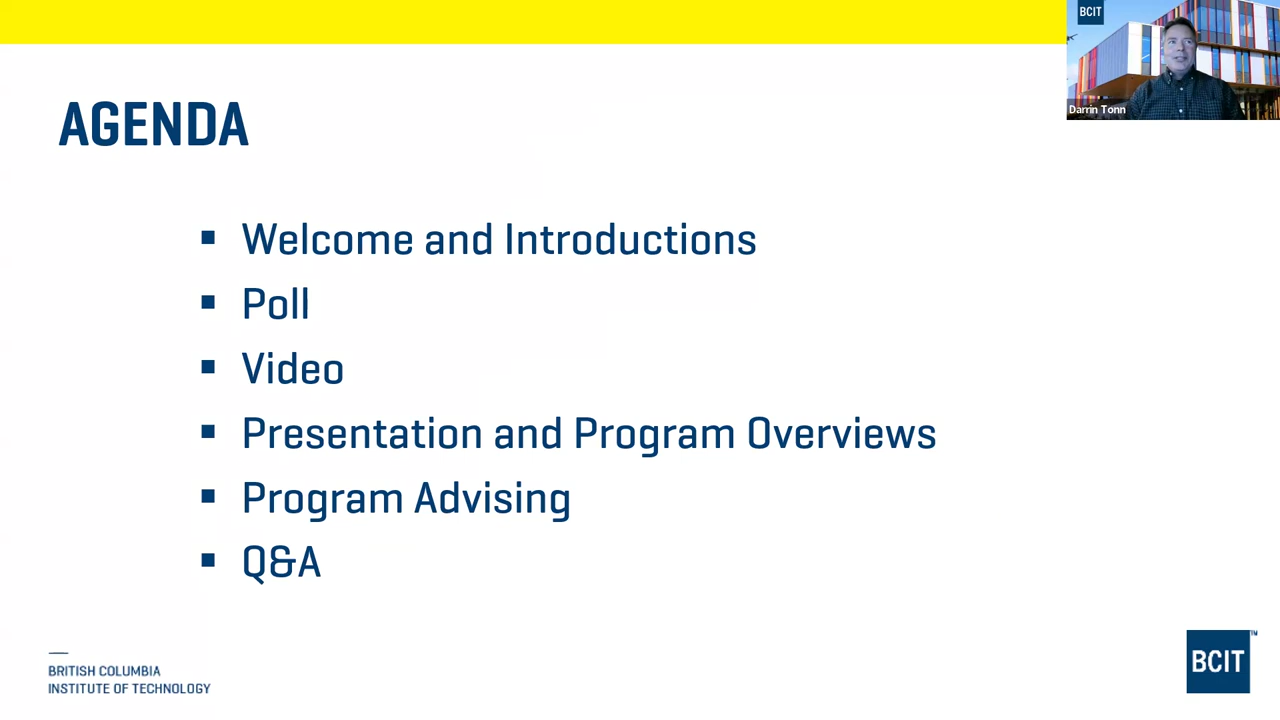 BCIT
Darrin Tonn
AGENDA
▪ Welcome and Introductions
▪ Poll
▪ Video
▪ Presentation and Program Overviews
▪ Program Advising
▪ Q&A
BRITISH COLUMBIA
INSTITUTE OF TECHNOLOGY
BCIT™